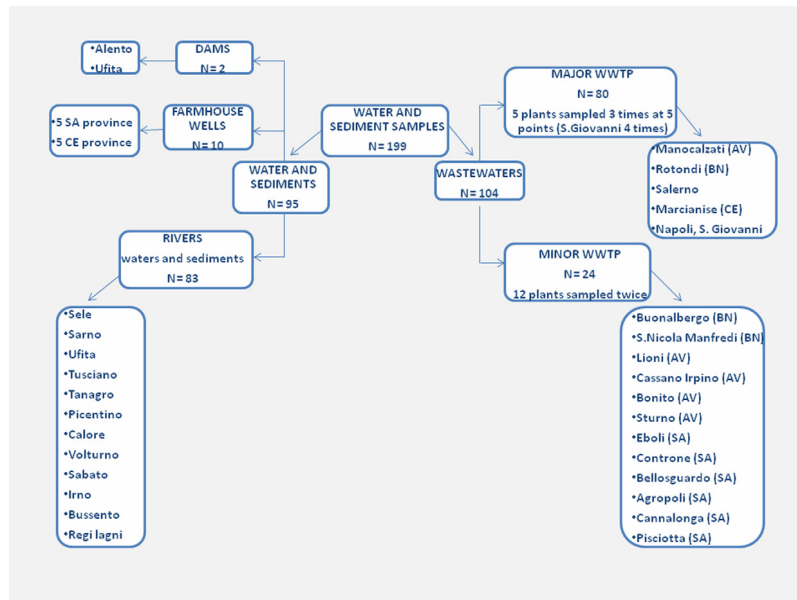 •Alento
•Ufita
DAMS
N= 2
•5 SA province
•5 CE province
FARMHOUSE
WELLS
N= 10
WATER AND
SEDIMENT SAMPLES
N= 199
WATER AND
SEDIMENTS
N= 95
RIVERS
waters and sediments
N= 83
•Sele
•Sarno
•Ufita
•Tusciano
•Tanagro
•Picentino
•Calore
•Volturno
•Sabato
•Irno
•Bussento
•Regi lagni
WASTEWATERS
N= 104
MAJOR WWTP
N= 80
5 plants sampled 3 times at 5
points (S.Giovanni 4 times)
•Manocalzati (AV)
•Rotondi (BN)
•Salerno
•Marcianise (CE)
•Napoli, S. Giovanni
MINOR WWTP
N= 24
12 plants sampled twice
•Buonalbergo (BN)
•S.Nicola Manfredi (BN)
•Lioni (AV)
•Cassano Irpino (AV)
•Bonito (AV)
•Sturno (AV)
•Eboli (SA)
•Controne (SA)
•Bellosguardo (SA)
•Agropoli (SA)
•Cannalonga (SA)
•Pisciotta (SA)